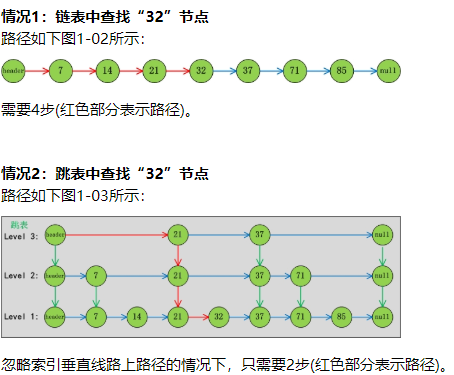 情况1：链表中查找“32”节点
路径如下图1-02所示：
header 7 14 21 32 37 71 85 null
需要4步(红色部分表示路径)。
情况2：跳表中查找“32”节点
路径如下图1-03所示：
跳表
Level 3: header 21 37 null
Level 2: header 7 21 37 71 null
Level 1: header 7 14 21 32 37 71 85 null
忽略索引垂直线路上路径的情况下，只需要2步(红色部分表示路径)。